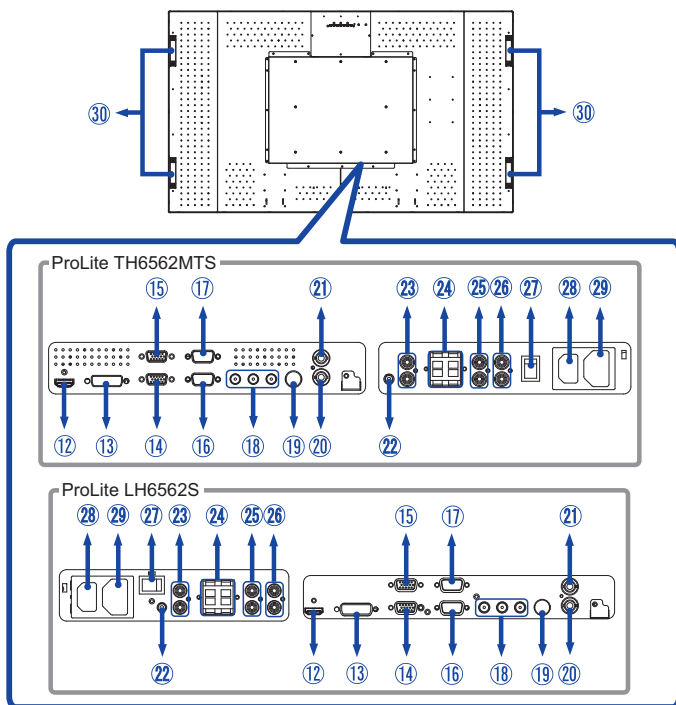 ㉚ ㉚
ProLite TH6562MTS
⑮ ⑰ ㉑ ㉓ ㉔ ㉕ ㉖ ㉗ ㉘ ㉙
⑫ ⑬ ⑭ ⑯ ⑱ ⑲ ⑳ ㉒
ProLite LH6562S
㉘ ㉙ ㉗ ㉓ ㉔ ㉕ ㉖ ⑮ ⑰ ㉑
㉒ ⑫ ⑬ ⑭ ⑯ ⑱ ⑲ ⑳